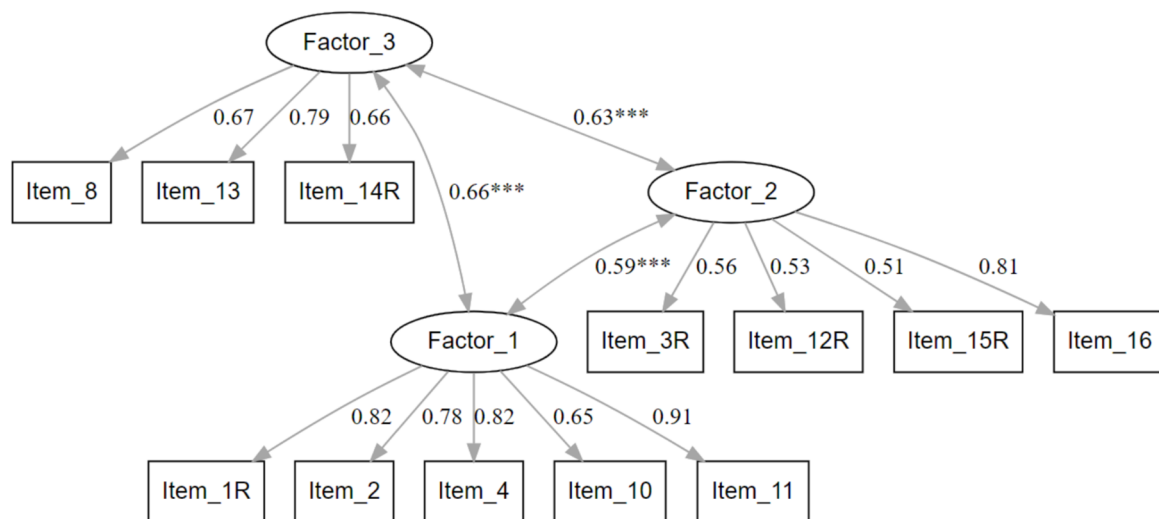 Factor_3
0.67
0.79
0.66
0.63***
Item_8
Item_13
Item_14R
0.66***
Factor_2
0.59***
0.56
0.53
0.51
0.81
Factor_1
Item_3R
Item_12R
Item_15R
Item_16
0.82
0.78
0.82
0.65
0.91
Item_1R
Item_2
Item_4
Item_10
Item_11